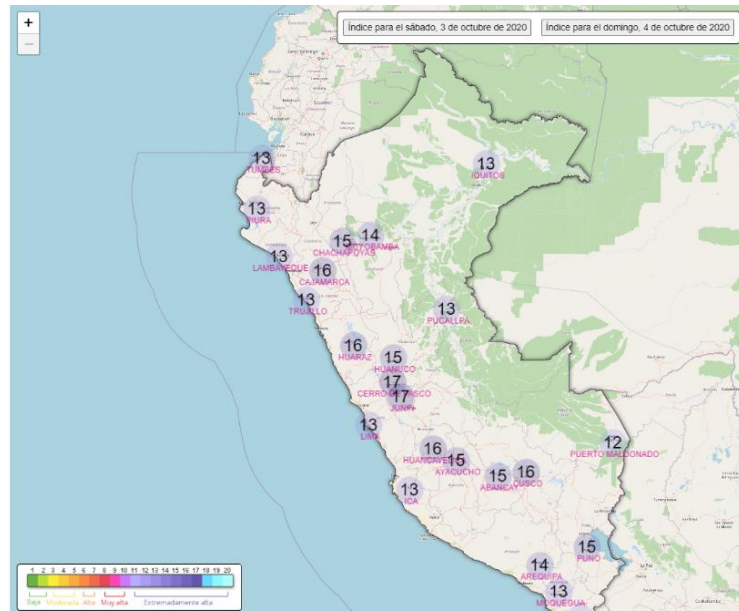 +
−
Índice para el sábado, 3 de octubre de 2020
Índice para el domingo, 4 de octubre de 2020
13
TUMBES
13
IQUITOS
13
PIURA
14
MOYOBAMBA
15
CHACHAPOYAS
13
LAMBAYEQUE
16
CAJAMARCA
13
TRUJILLO
13
PUCALLPA
16
HUARAZ
15
HUANUCO
17
CERRO DE PASCO
17
JUNIN
13
LIMA
12
PUERTO MALDONADO
16
HUANCAVELICA
15
AYACUCHO
15
ABANCAY
16
CUSCO
13
ICA
15
PUNO
14
AREQUIPA
13
MOQUEGUA
1 2 3 4 5 6 7 8 9 10 11 12 13 14 15 16 17 18 19 20
Baja
Moderada
Alta
Muy alta
Extremadamente alta